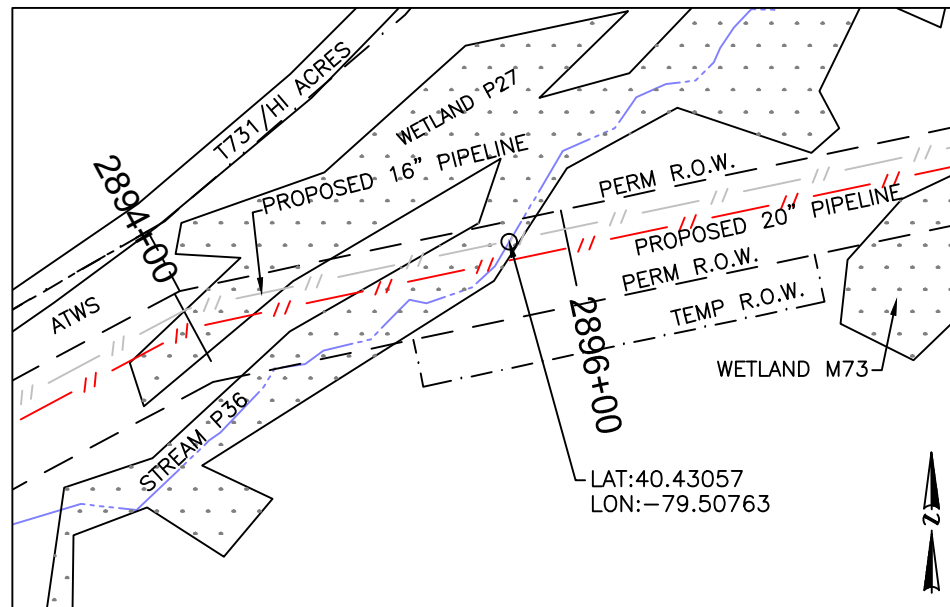 T731/HI ACRES
WETLAND P27
2894+00
PROPOSED 16" PIPELINE
PERM R.O.W.
PROPOSED 20" PIPELINE
PERM R.O.W.
ATWS
TEMP R.O.W.
2896+00
WETLAND M73
STREAM P36
LAT:40.43057
LON:-79.50763
N